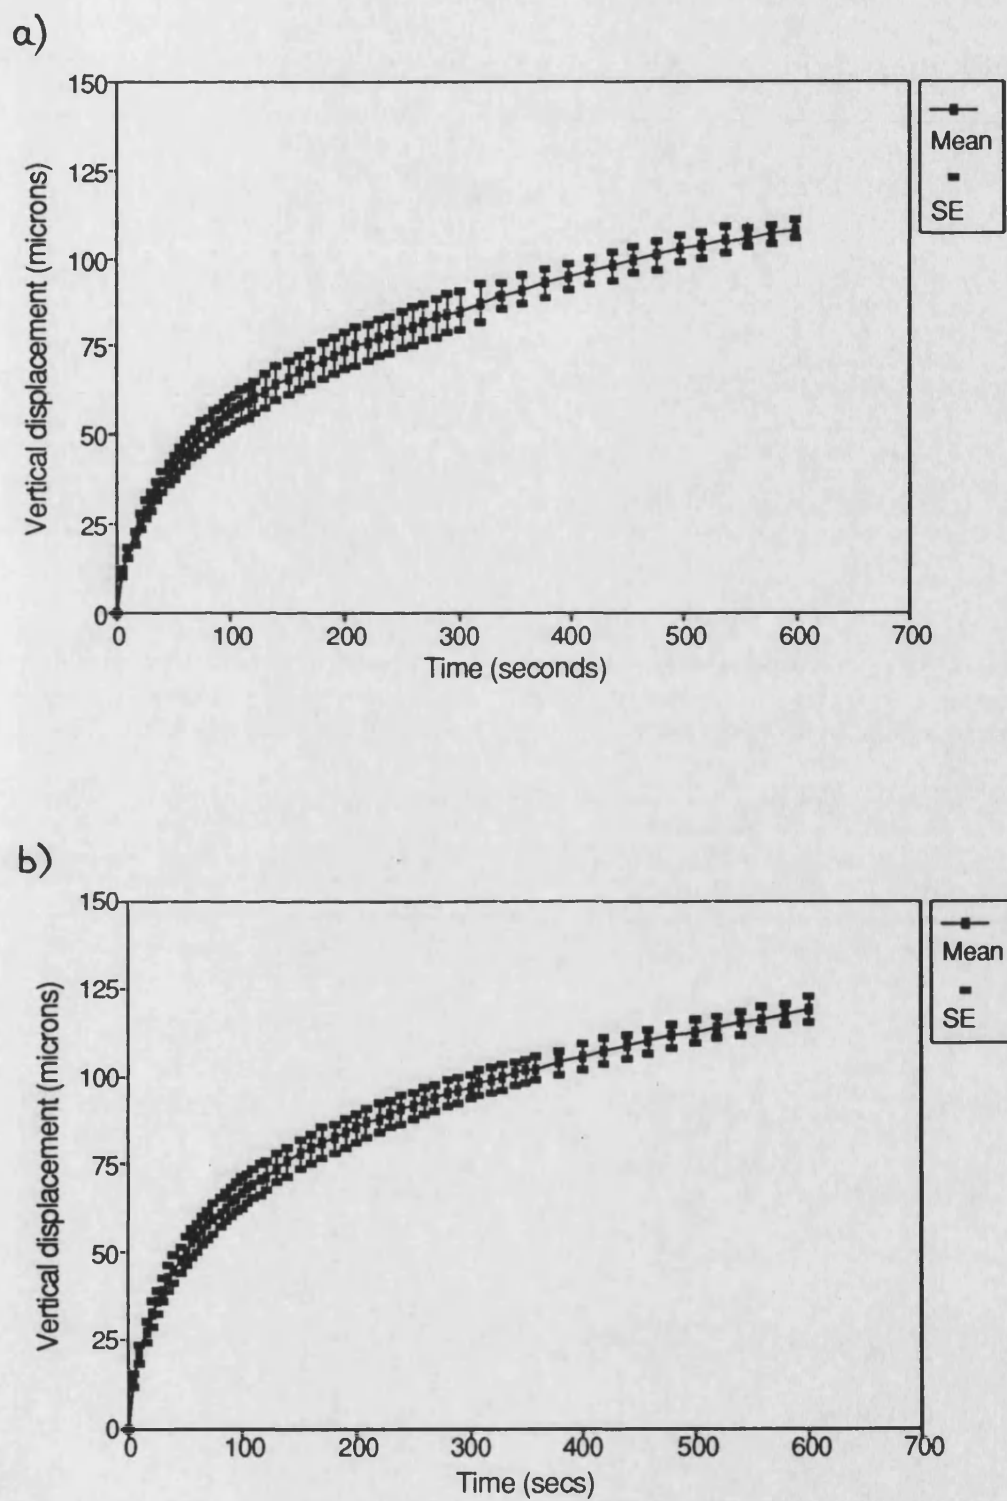 a)
150
125
100
75
50
25
0
0 100 200 300 400 500 600 700
Time (seconds)
Vertical displacement (microns)
Mean
SE
b)
150
125
100
75
50
25
0
0 100 200 300 400 500 600 700
Time (secs)
Vertical displacement (microns)
Mean
SE